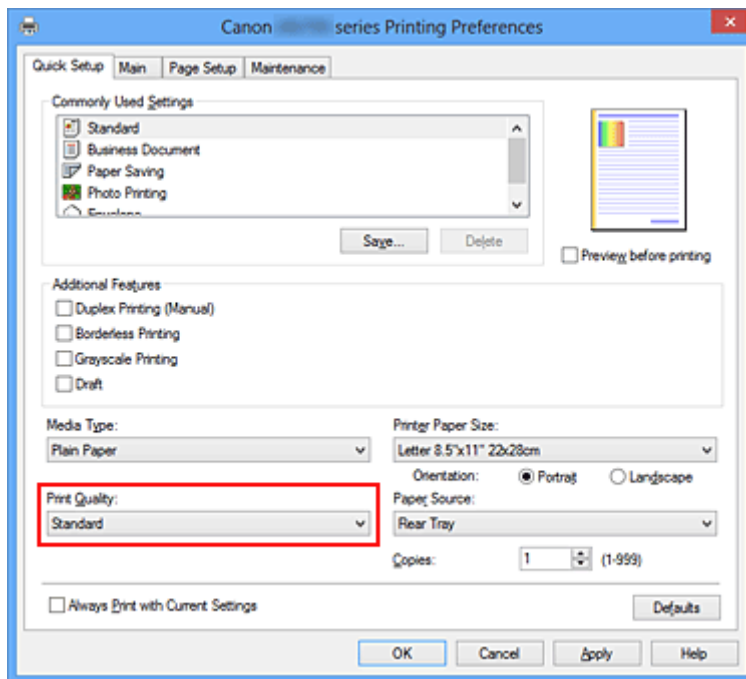 Canon series Printing Preferences
Quick Setup Main Page Setup Maintenance
Commonly Used Settings
Standard
Business Document
Paper Saving
Photo Printing
Envelope
Save... Delete
Preview before printing
Additional Features
Duplex Printing (Manual)
Borderless Printing
Grayscale Printing
Draft
Media Type:
Plain Paper
Printer Paper Size:
Letter 8.5"x11" 22x28cm
Orientation: Portrait Landscape
Print Quality:
Standard
Paper Source:
Rear Tray
Copies: 1 (1-999)
Always Print with Current Settings
Defaults
OK Cancel Apply Help